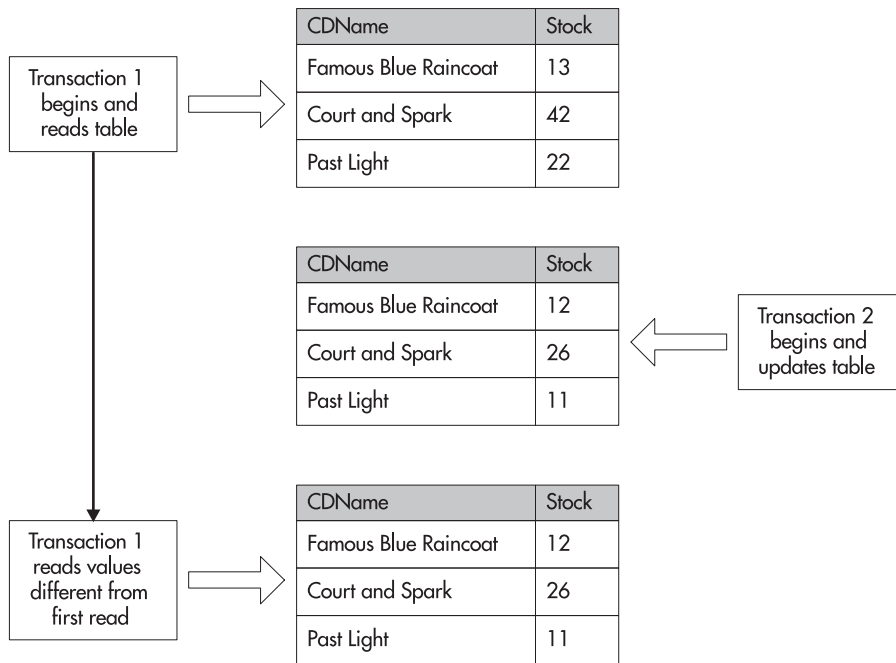 CDName Stock
Transaction 1
begins and
reads table
Famous Blue Raincoat 13
Court and Spark 42
Past Light 22
CDName Stock
Famous Blue Raincoat 12
Court and Spark 26
Past Light 11
Transaction 2
begins and
updates table
CDName Stock
Transaction 1
reads values
different from
first read
Famous Blue Raincoat 12
Court and Spark 26
Past Light 11